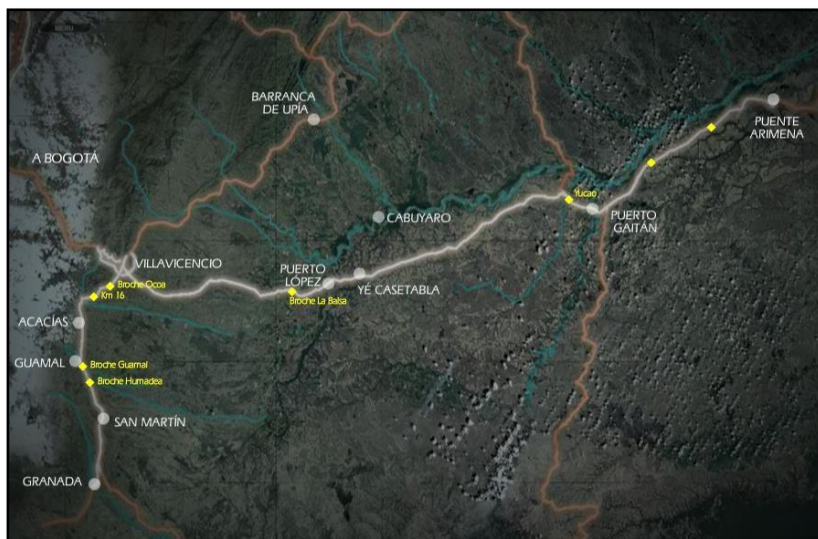 BARRANCA
DE UPÍA
PUENTE
ARIMENA
A BOGOTÁ
Yucao
CABUYARO
PUERTO
GAITÁN
VILLAVICENCIO
PUERTO
LÓPEZ
YÉ CASETABLA
Broche Ocoa
Km 16
Broche La Balsa
ACACÍAS
GUAMAL
Broche Guamal
Broche Humadea
SAN MARTÍN
GRANADA